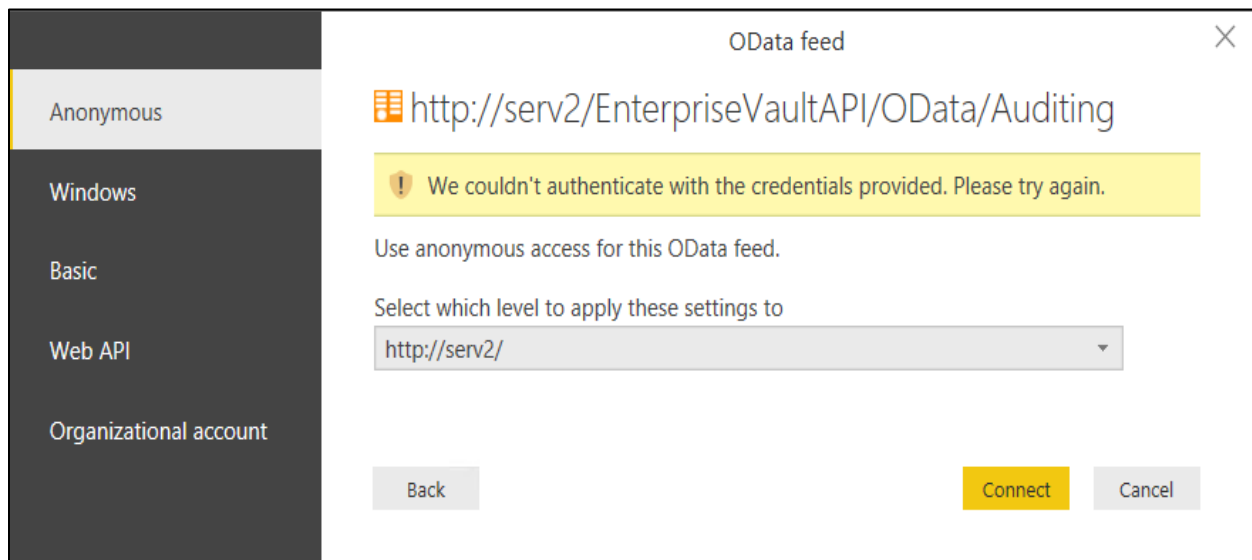 OData feed
Anonymous
Windows
Basic
Web API
Organizational account
http://serv2/EnterpriseVaultAPI/OData/Auditing
We couldn't authenticate with the credentials provided. Please try again.
Use anonymous access for this OData feed.
Select which level to apply these settings to
http://serv2/
Back
Connect
Cancel